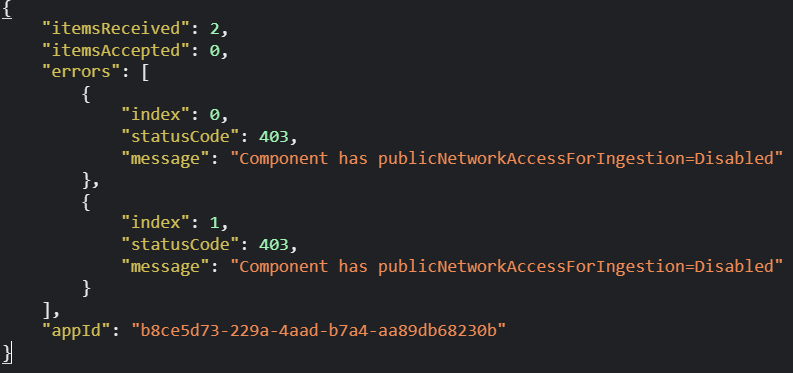 {
    "itemsReceived": 2,
    "itemsAccepted": 0,
    "errors": [
        {
            "index": 0,
            "statusCode": 403,
            "message": "Component has publicNetworkAccessForIngestion=Disabled"
        },
        {
            "index": 1,
            "statusCode": 403,
            "message": "Component has publicNetworkAccessForIngestion=Disabled"
        }
    ],
    "appId": "b8ce5d73-229a-4aad-b7a4-aa89db68230b"
}